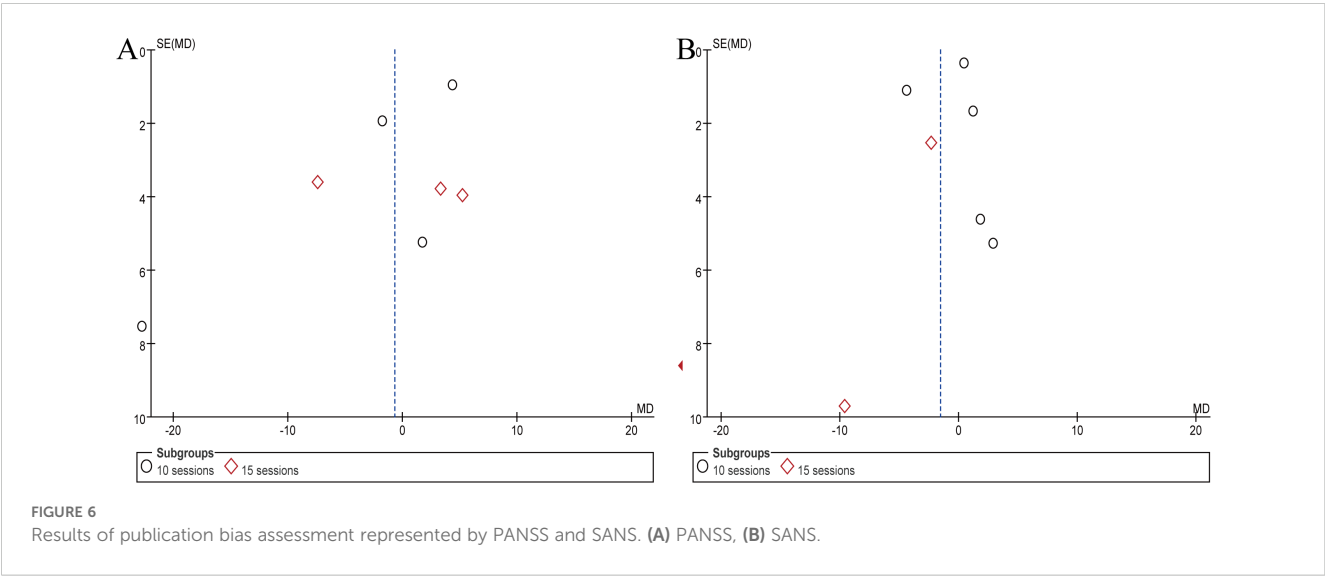 A
SE(MD)
0
2
4
6
8
10
-20
-10
0
10
20
MD
Subgroups
10 sessions
15 sessions
B
SE(MD)
0
2
4
6
8
10
-20
-10
0
10
20
MD
Subgroups
10 sessions
15 sessions
FIGURE 6
Results of publication bias assessment represented by PANSS and SANS. (A) PANSS, (B) SANS.